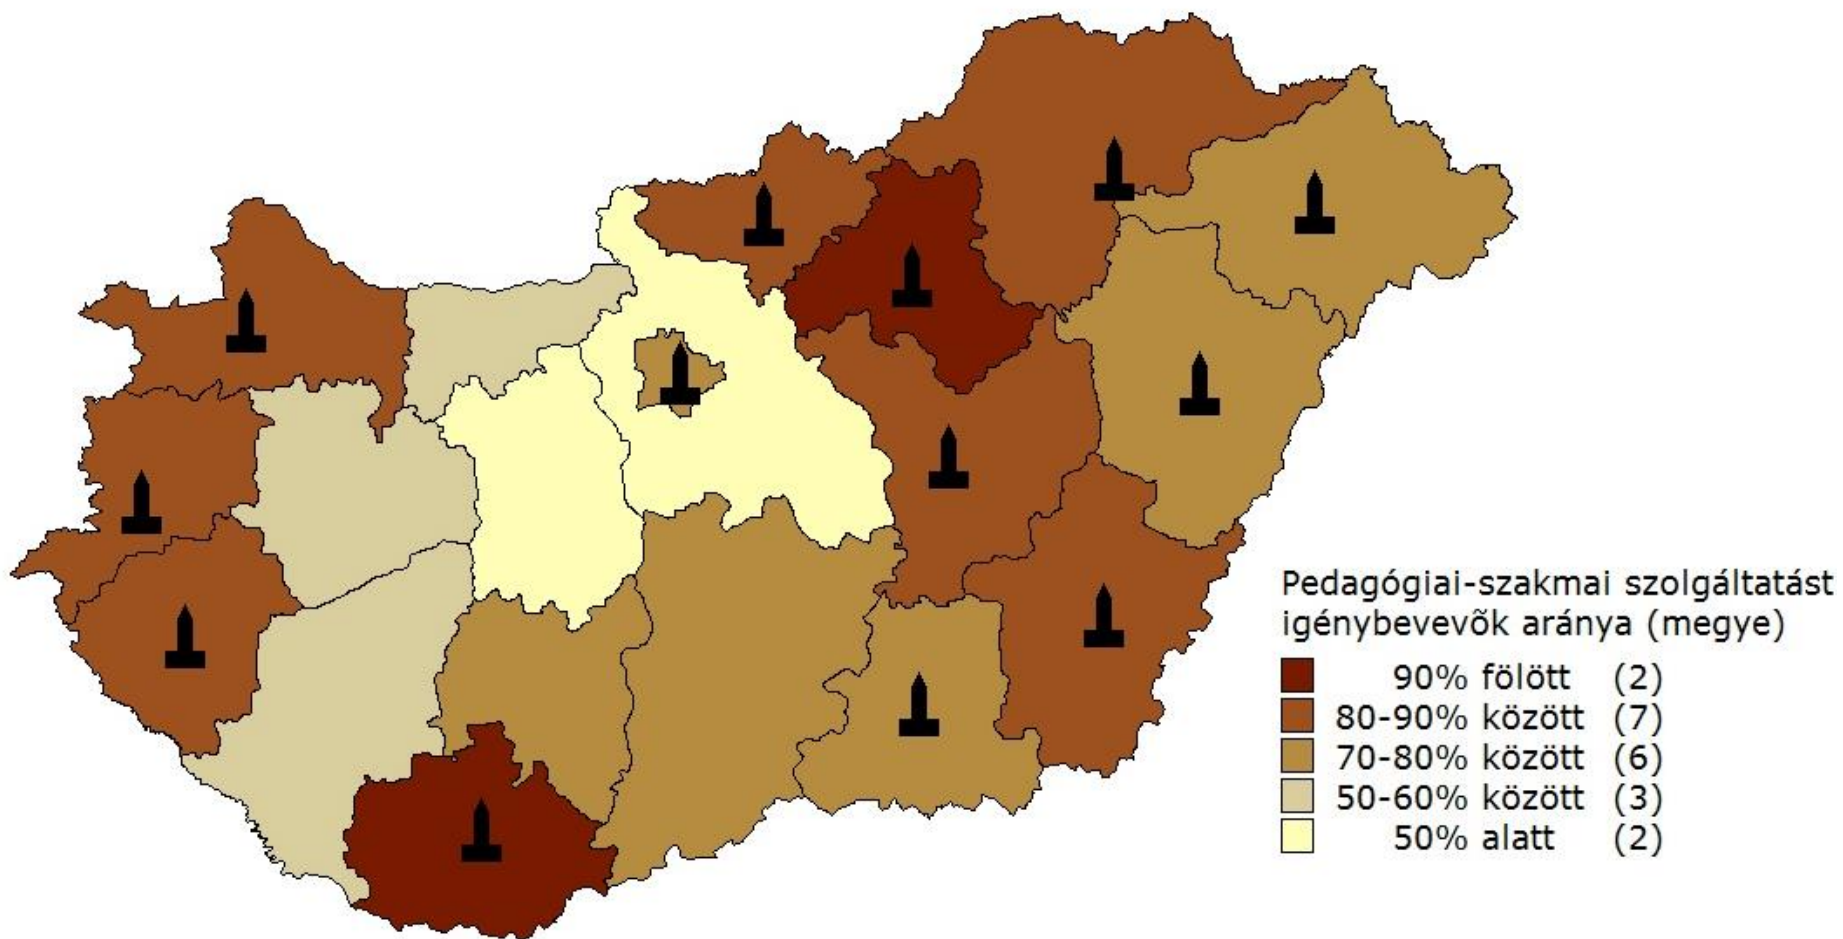 Pedagógiai-szakmai szolgáltatást
igénybevevõk aránya (megye)
90% fölött (2)
80-90% között (7)
70-80% között (6)
50-60% között (3)
50% alatt (2)